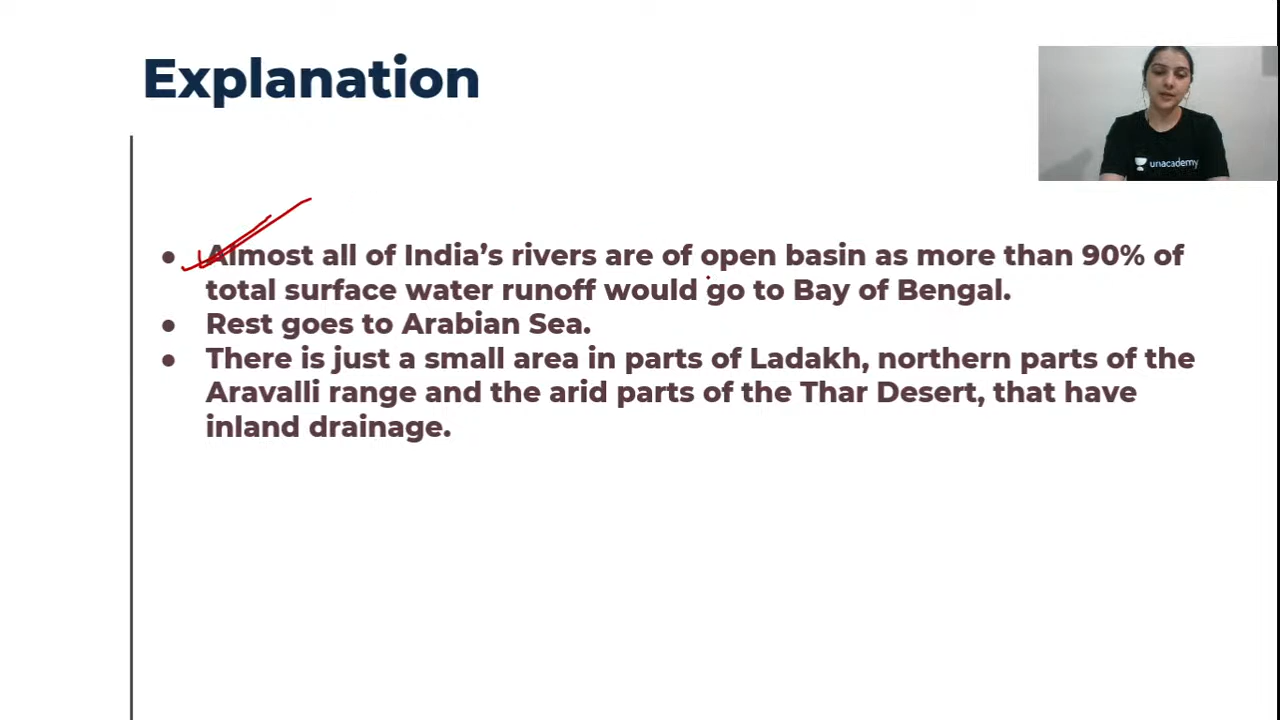 Explanation
unacademy
● Almost all of India’s rivers are of open basin as more than 90% of
total surface water runoff would go to Bay of Bengal.
● Rest goes to Arabian Sea.
● There is just a small area in parts of Ladakh, northern parts of the
Aravalli range and the arid parts of the Thar Desert, that have
inland drainage.